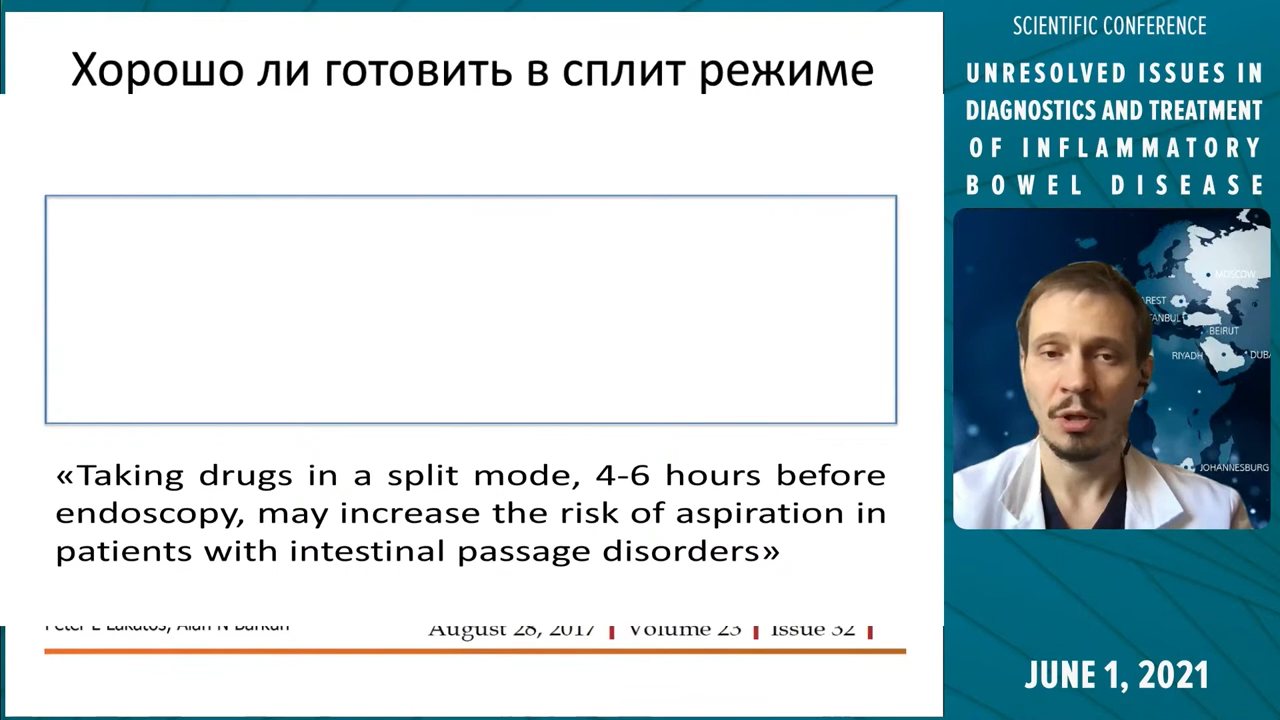 Хорошо ли готовить в сплит режиме
«Taking drugs in a split mode, 4-6 hours before
endoscopy, may increase the risk of aspiration in
patients with intestinal passage disorders»
August 28, 2017 | Volume 23 | Issue 32 |
SCIENTIFIC CONFERENCE
UNRESOLVED ISSUES IN
DIAGNOSTICS AND TREATMENT
OF INFLAMMATORY
BOWEL DISEASE
MOSCOW
BEIRUT
RIYADH
JOHANNESBURG
JUNE 1, 2021